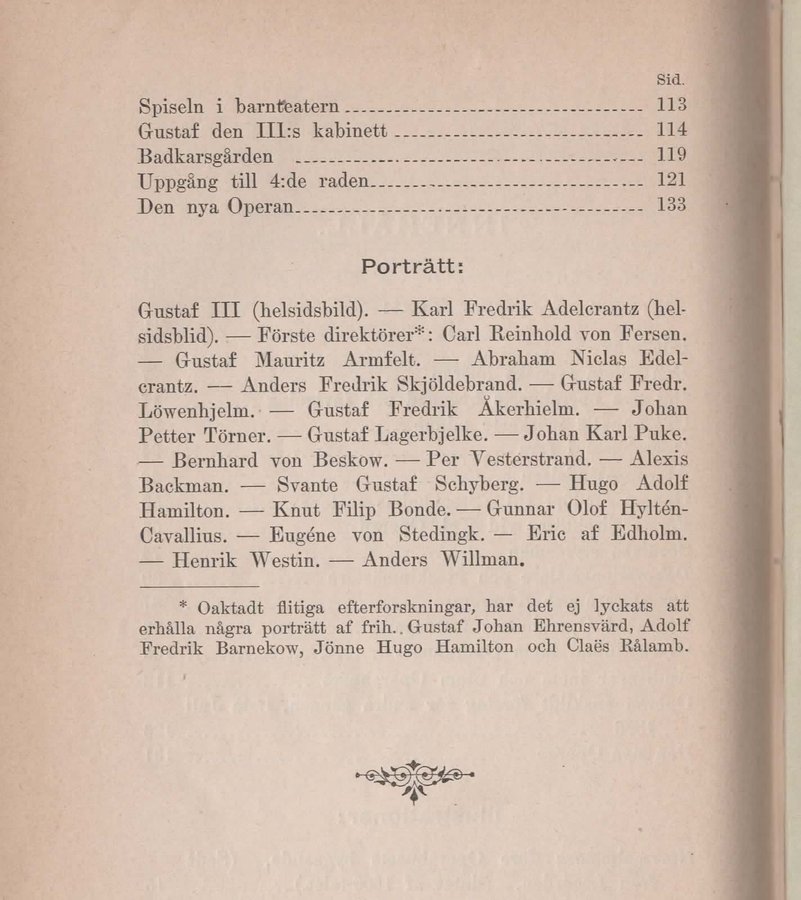 Sid.
Spiseln i barnteatern 113
Gustaf den III:s kabinett 114
Badkarsgården 119
Uppgång till 4:de raden 121
Den nya Operan 133
Porträtt:
Gustaf III (helsidsbild). — Karl Fredrik Adelcrantz (hel-
sidsblid). — Förste direktörer*: Carl Reinhold von Fersen.
— Gustaf Mauritz Armfelt. — Abraham Niclas Edel-
crantz. — Anders Fredrik Skjöldebrand. — Gustaf Fredr.
Löwenhjelm. — Gustaf Fredrik Åkerhielm. — Johan
Petter Törner. — Gustaf Lagerbjelke. — Johan Karl Puke.
— Bernhard von Beskow. — Per Vesterstrand. — Alexis
Backman. — Svante Gustaf Schyberg. — Hugo Adolf
Hamilton. — Knut Filip Bonde. — Gunnar Olof Hyltén-
Cavallius. — Eugéne von Stedingk. — Eric af Edholm.
— Henrik Westin. — Anders Willman.
* Oaktadt flitiga efterforskningar, har det ej lyckats att
erhålla några porträtt af frih. Gustaf Johan Ehrensvärd, Adolf
Fredrik Barnekow, Jönne Hugo Hamilton och Claës Rålamb.